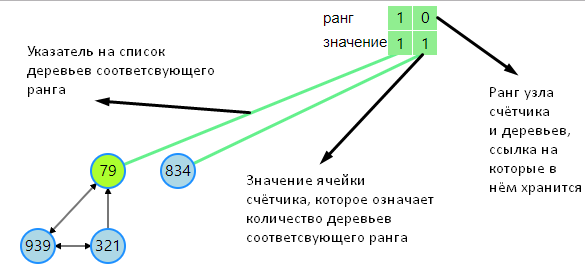 ранг 1 0
значение 1 1
Указатель на список
деревьев соответсвующего
ранга
Ранг узла
счётчика
и деревьев,
ссылка на
которые в
нём хранится
79 834
Значение ячейки
счётчика, которое означает
количество деревьев
соответсвующего ранга
939 321